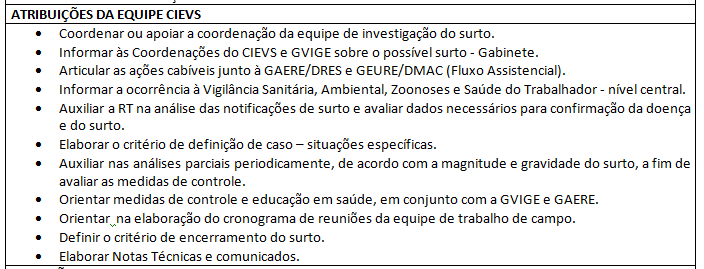 ATRIBUIÇÕES DA EQUIPE CIEVS
• Coordenar ou apoiar a coordenação da equipe de investigação do surto.
• Informar às Coordenações do CIEVS e GVIGE sobre o possível surto - Gabinete.
• Articular as ações cabíveis junto à GAERE/DRES e GEURE/DMAC (Fluxo Assistencial).
• Informar a ocorrência à Vigilância Sanitária, Ambiental, Zoonoses e Saúde do Trabalhador - nível central.
• Auxiliar a RT na análise das notificações de surto e avaliar dados necessários para confirmação da doença
e do surto.
• Elaborar o critério de definição de caso – situações específicas.
• Auxiliar nas análises parciais periodicamente, de acordo com a magnitude e gravidade do surto, a fim de
avaliar as medidas de controle.
• Orientar medidas de controle e educação em saúde, em conjunto com a GVIGE e GAERE.
• Orientar na elaboração do cronograma de reuniões da equipe de trabalho de campo.
• Definir o critério de encerramento do surto.
• Elaborar Notas Técnicas e comunicados.